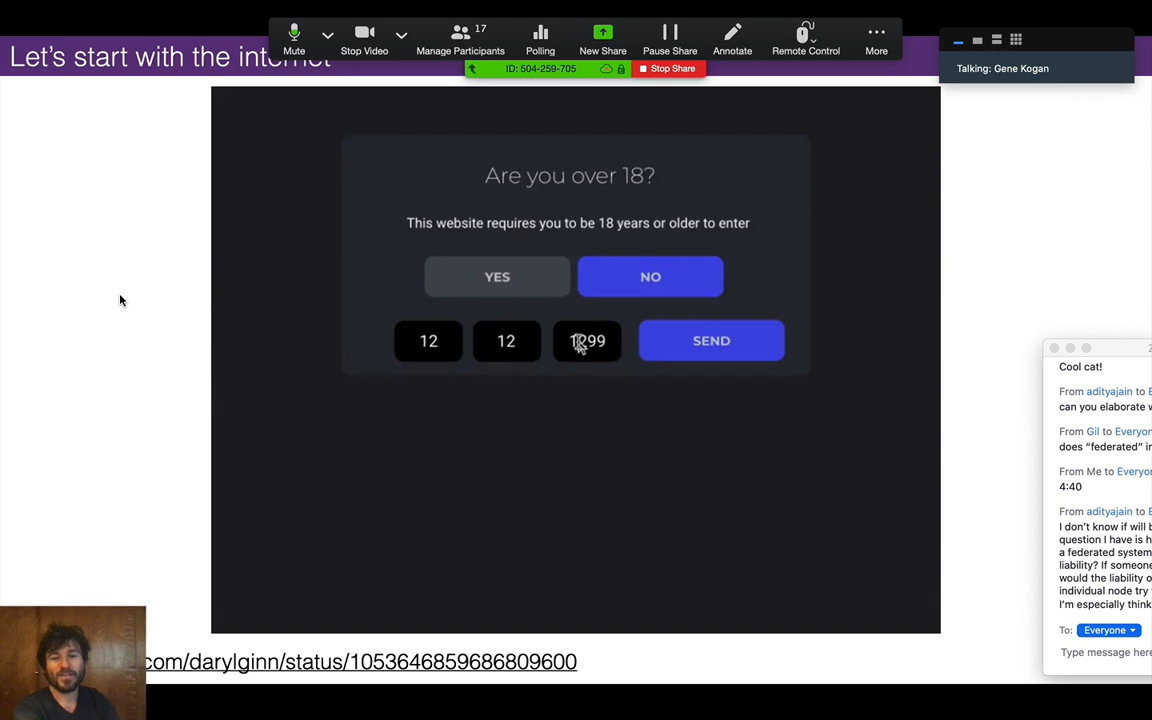 17
Mute
Stop Video
Manage Participants
Polling
New Share
Pause Share
Annotate
Remote Control
More
Let's start with the internet
ID: 504-259-705
Stop Share
Talking: Gene Kogan
Are you over 18?
This website requires you to be 18 years or older to enter
YES
NO
12
12
1299
SEND
com/darylginn/status/1053646859686809600
Cool cat!
From adityajain to
can you elaborate
From Gil to Everyon
does “federated” in
From Me to Everyo
4:40
From adityajain to
I don’t know if will
question I have is
a federated system
liability? If someone
would the liability
individual node try
I’m especially think
To: Everyone
Type message here